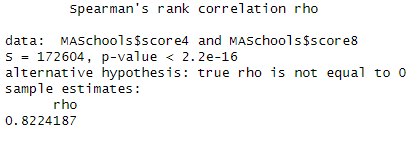 Spearman's rank correlation rho
data:  MASchools$score4 and MASchools$score8
S = 172604, p-value < 2.2e-16
alternative hypothesis: true rho is not equal to 0
sample estimates:
rho
0.8224187